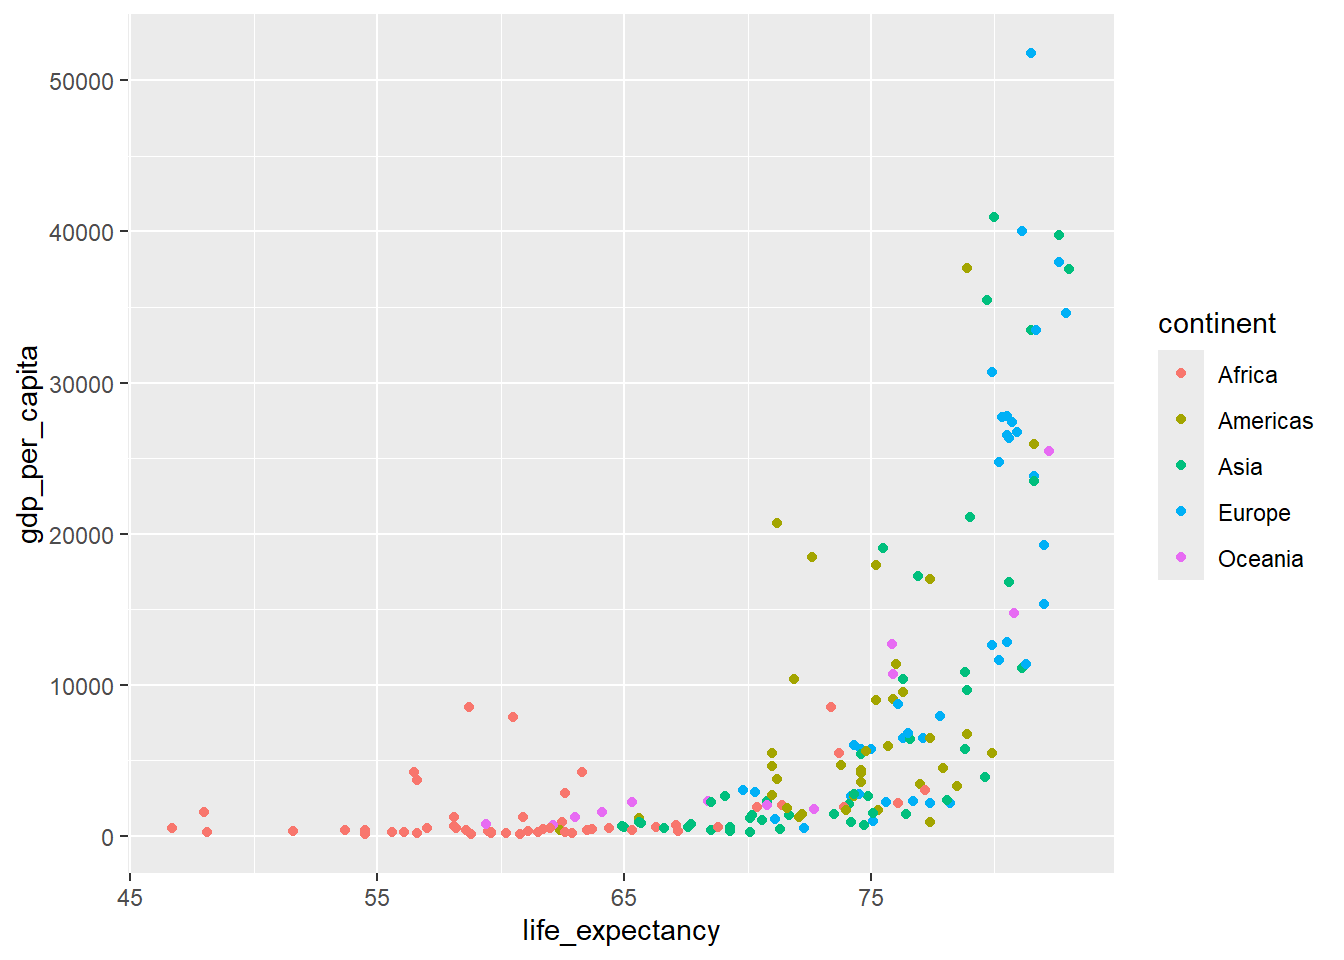 gdp_per_capita
50000
40000
30000
20000
10000
0
45
55
65
75
life_expectancy
continent
Africa
Americas
Asia
Europe
Oceania